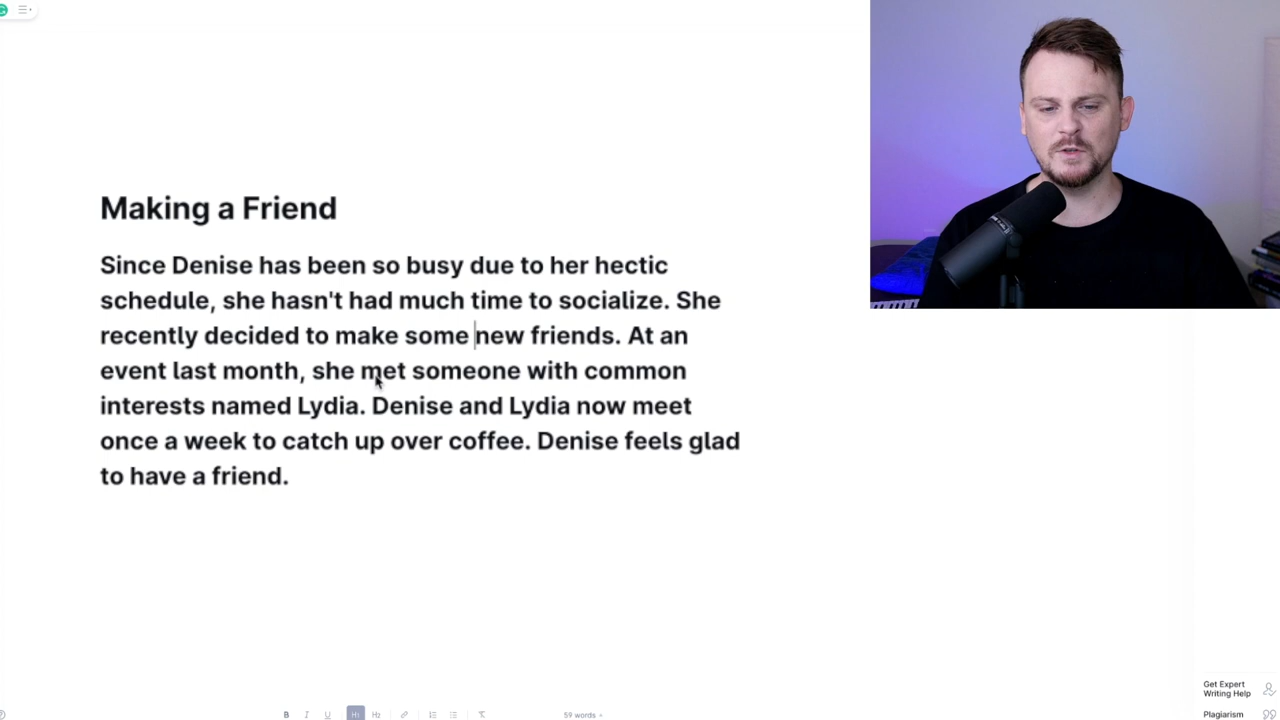 Making a Friend
Since Denise has been so busy due to her hectic
schedule, she hasn't had much time to socialize. She
recently decided to make some new friends. At an
event last month, she met someone with common
interests named Lydia. Denise and Lydia now meet
once a week to catch up over coffee. Denise feels glad
to have a friend.
Get Expert
Writing Help
B I U H1 H2 59 words
Plagiarism